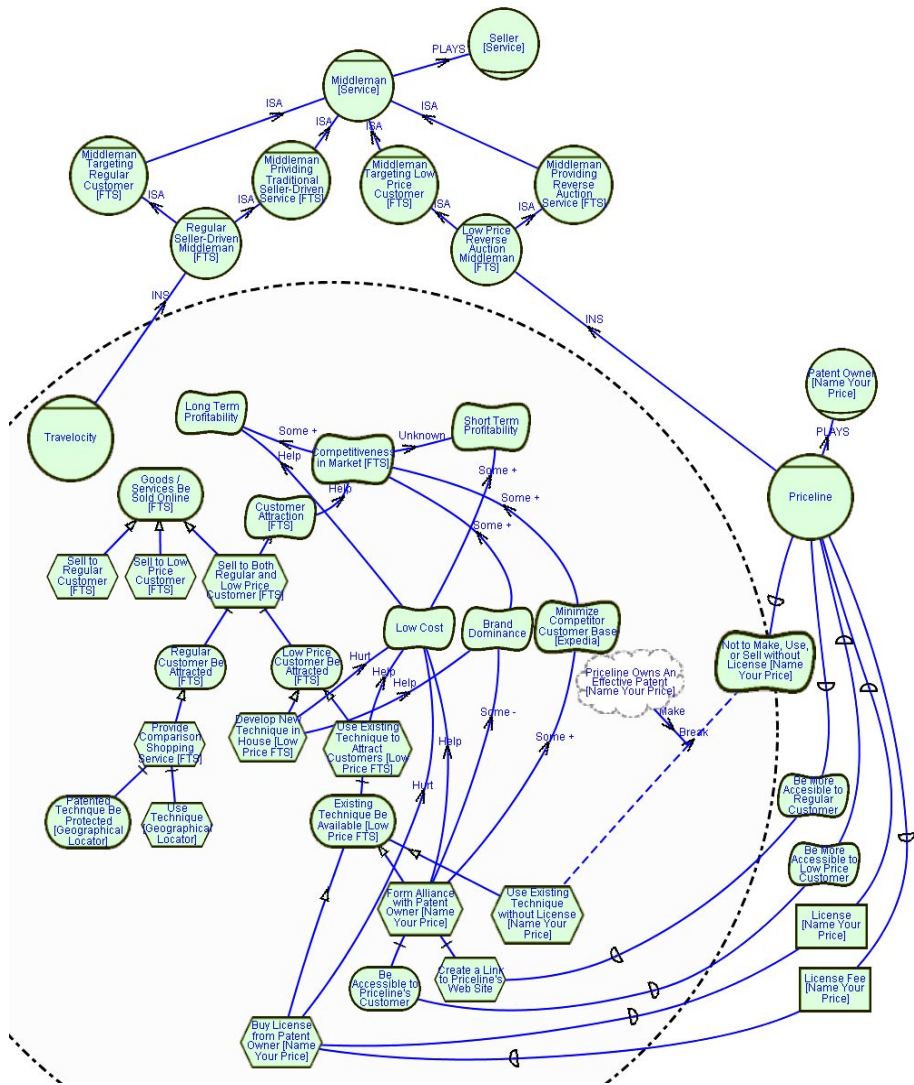 Seller
[Service]
PLAYS
Middleman
[Service]
ISA
ISA
ISA
ISA
Middleman
Targeting
Regular
Customer
[FTS]
Middleman
Prividing
Traditional
Seller-Driven
Service [FTS]
Middleman
Targeting Low
Price
Customer
[FTS]
Middleman
Providing
Reverse
Auction
Service [FTS]
ISA
ISA
ISA
ISA
Regular
Seller-Driven
Middleman
[FTS]
Low Price
Reverse
Auction
Middleman
[FTS]
INS
INS
Patent Owner
[Name Your
Price]
PLAYS
Travelocity
Priceline
Long Term
Profitability
Short Term
Profitability
Some +
Unknown
Competitiveness
in Market [FTS]
Help
Help
Some +
Some +
Some +
Goods /
Services Be
Sold Online
[FTS]
Customer
Attraction
[FTS]
Sell to
Regular
Customer
[FTS]
Sell to Low
Price
Customer
[FTS]
Sell to Both
Regular and
Low Price
Customer [FTS]
Low Cost
Brand
Dominance
Minimize
Competitor
Customer Base
[Expedia]
Not to Make, Use,
or Sell without
License [Name
Your Price]
Regular
Customer Be
Attracted
[FTS]
Low Price
Customer Be
Attracted
[FTS]
Hurt
Help
Help
Priceline Owns An
Effective Patent
[Name Your Price]
Make
Break
Develop New
Technique in
House [Low
Price FTS]
Use Existing
Technique to
Attract
Customers [Low
Price FTS]
Some -
Some +
Help
Hurt
Provide
Comparison
Shopping
Service [FTS]
Patented
Technque Be
Protected
[Geographical
Locator]
Use
Technique
[Geographical
Locator]
Existing
Technique Be
Available [Low
Price FTS]
Be More
Accesible to
Regular
Customer
Be More
Accessible to
Low Price
Customer
Form Alliance
with Patent
Owner [Name
Your Price]
Use Existing
Technique
without License
[Name Your
Price]
License
[Name Your
Price]
Be
Accessible to
Priceline's
Customer
Create a Link
to Priceline's
Web Site
License Fee
[Name Your
Price]
Buy License
from Patent
Owner [Name
Your Price]